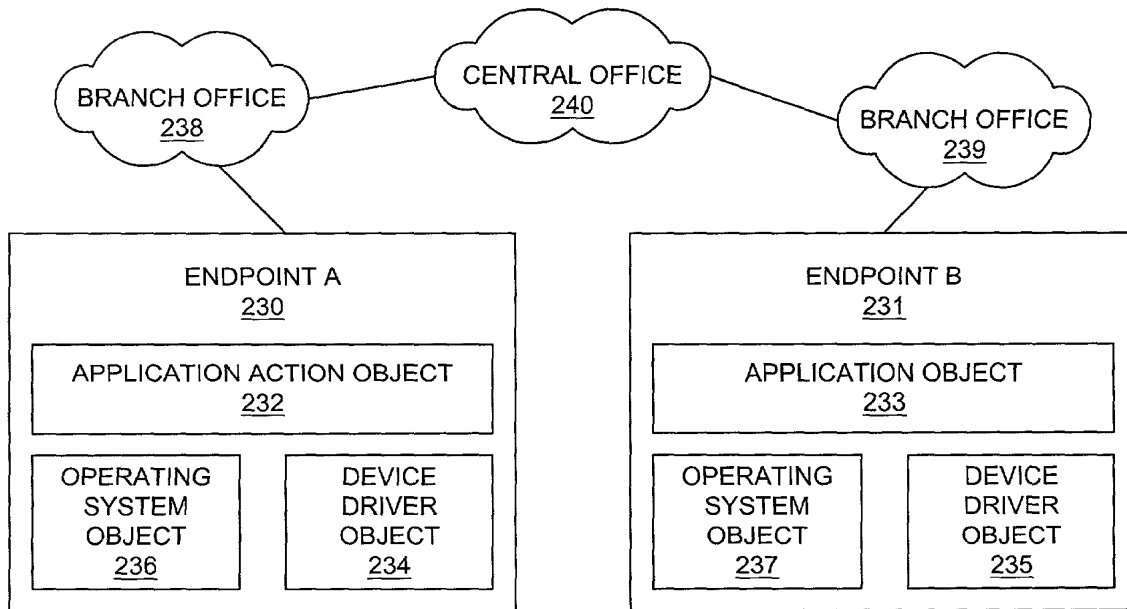 BRANCH OFFICE
238
CENTRAL OFFICE
240
BRANCH OFFICE
239
ENDPOINT A
230
APPLICATION ACTION OBJECT
232
OPERATING
SYSTEM
OBJECT
236
DEVICE
DRIVER
OBJECT
234
ENDPOINT B
231
APPLICATION OBJECT
233
OPERATING
SYSTEM
OBJECT
237
DEVICE
DRIVER
OBJECT
235